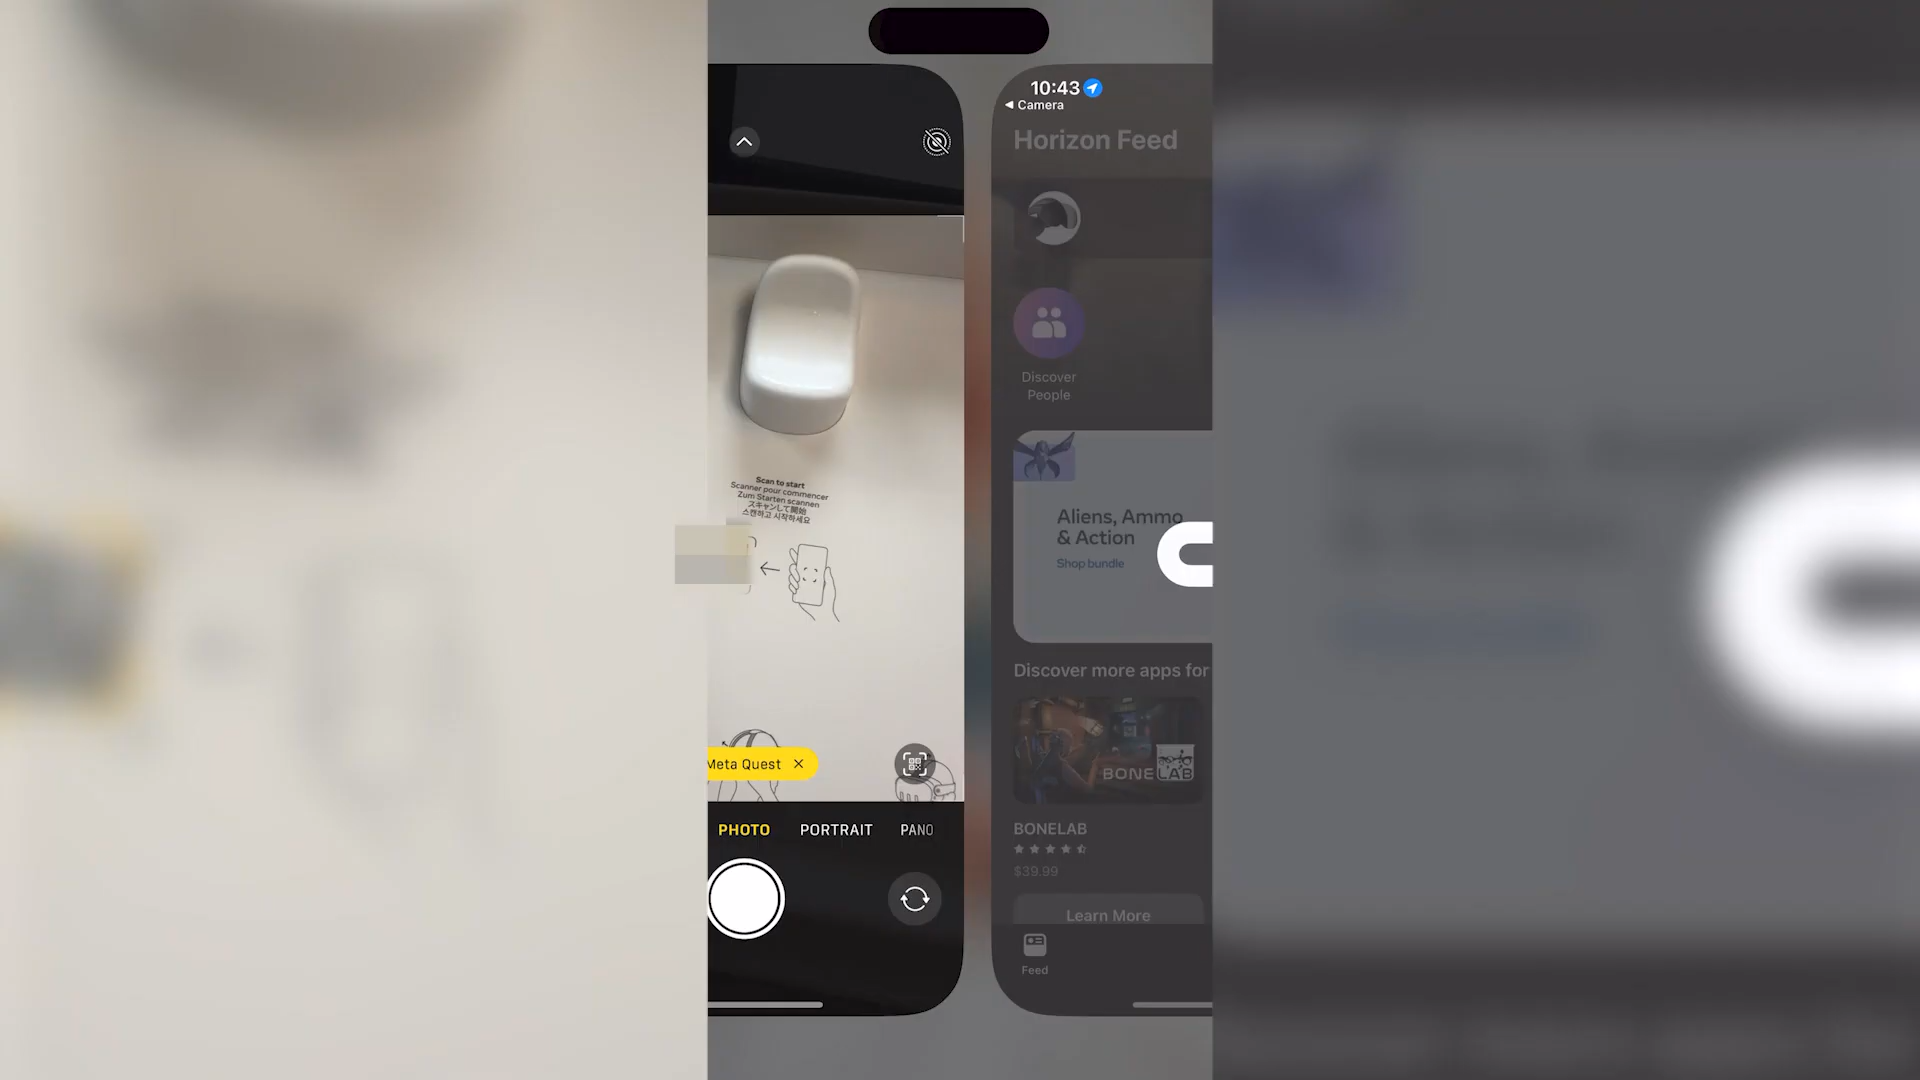 10:43
Camera
Horizon Feed
Discover
People
Scan to start
Scanner pour commencer
Zum Starten scannen
スキャンして開始
스캔하고 시작하세요
Aliens, Ammo
& Action
Shop bundle
Discover more apps for
BONELAB
Meta Quest
PHOTO
PORTRAIT
PANO
BONELAB
$39.99
Learn More
Feed